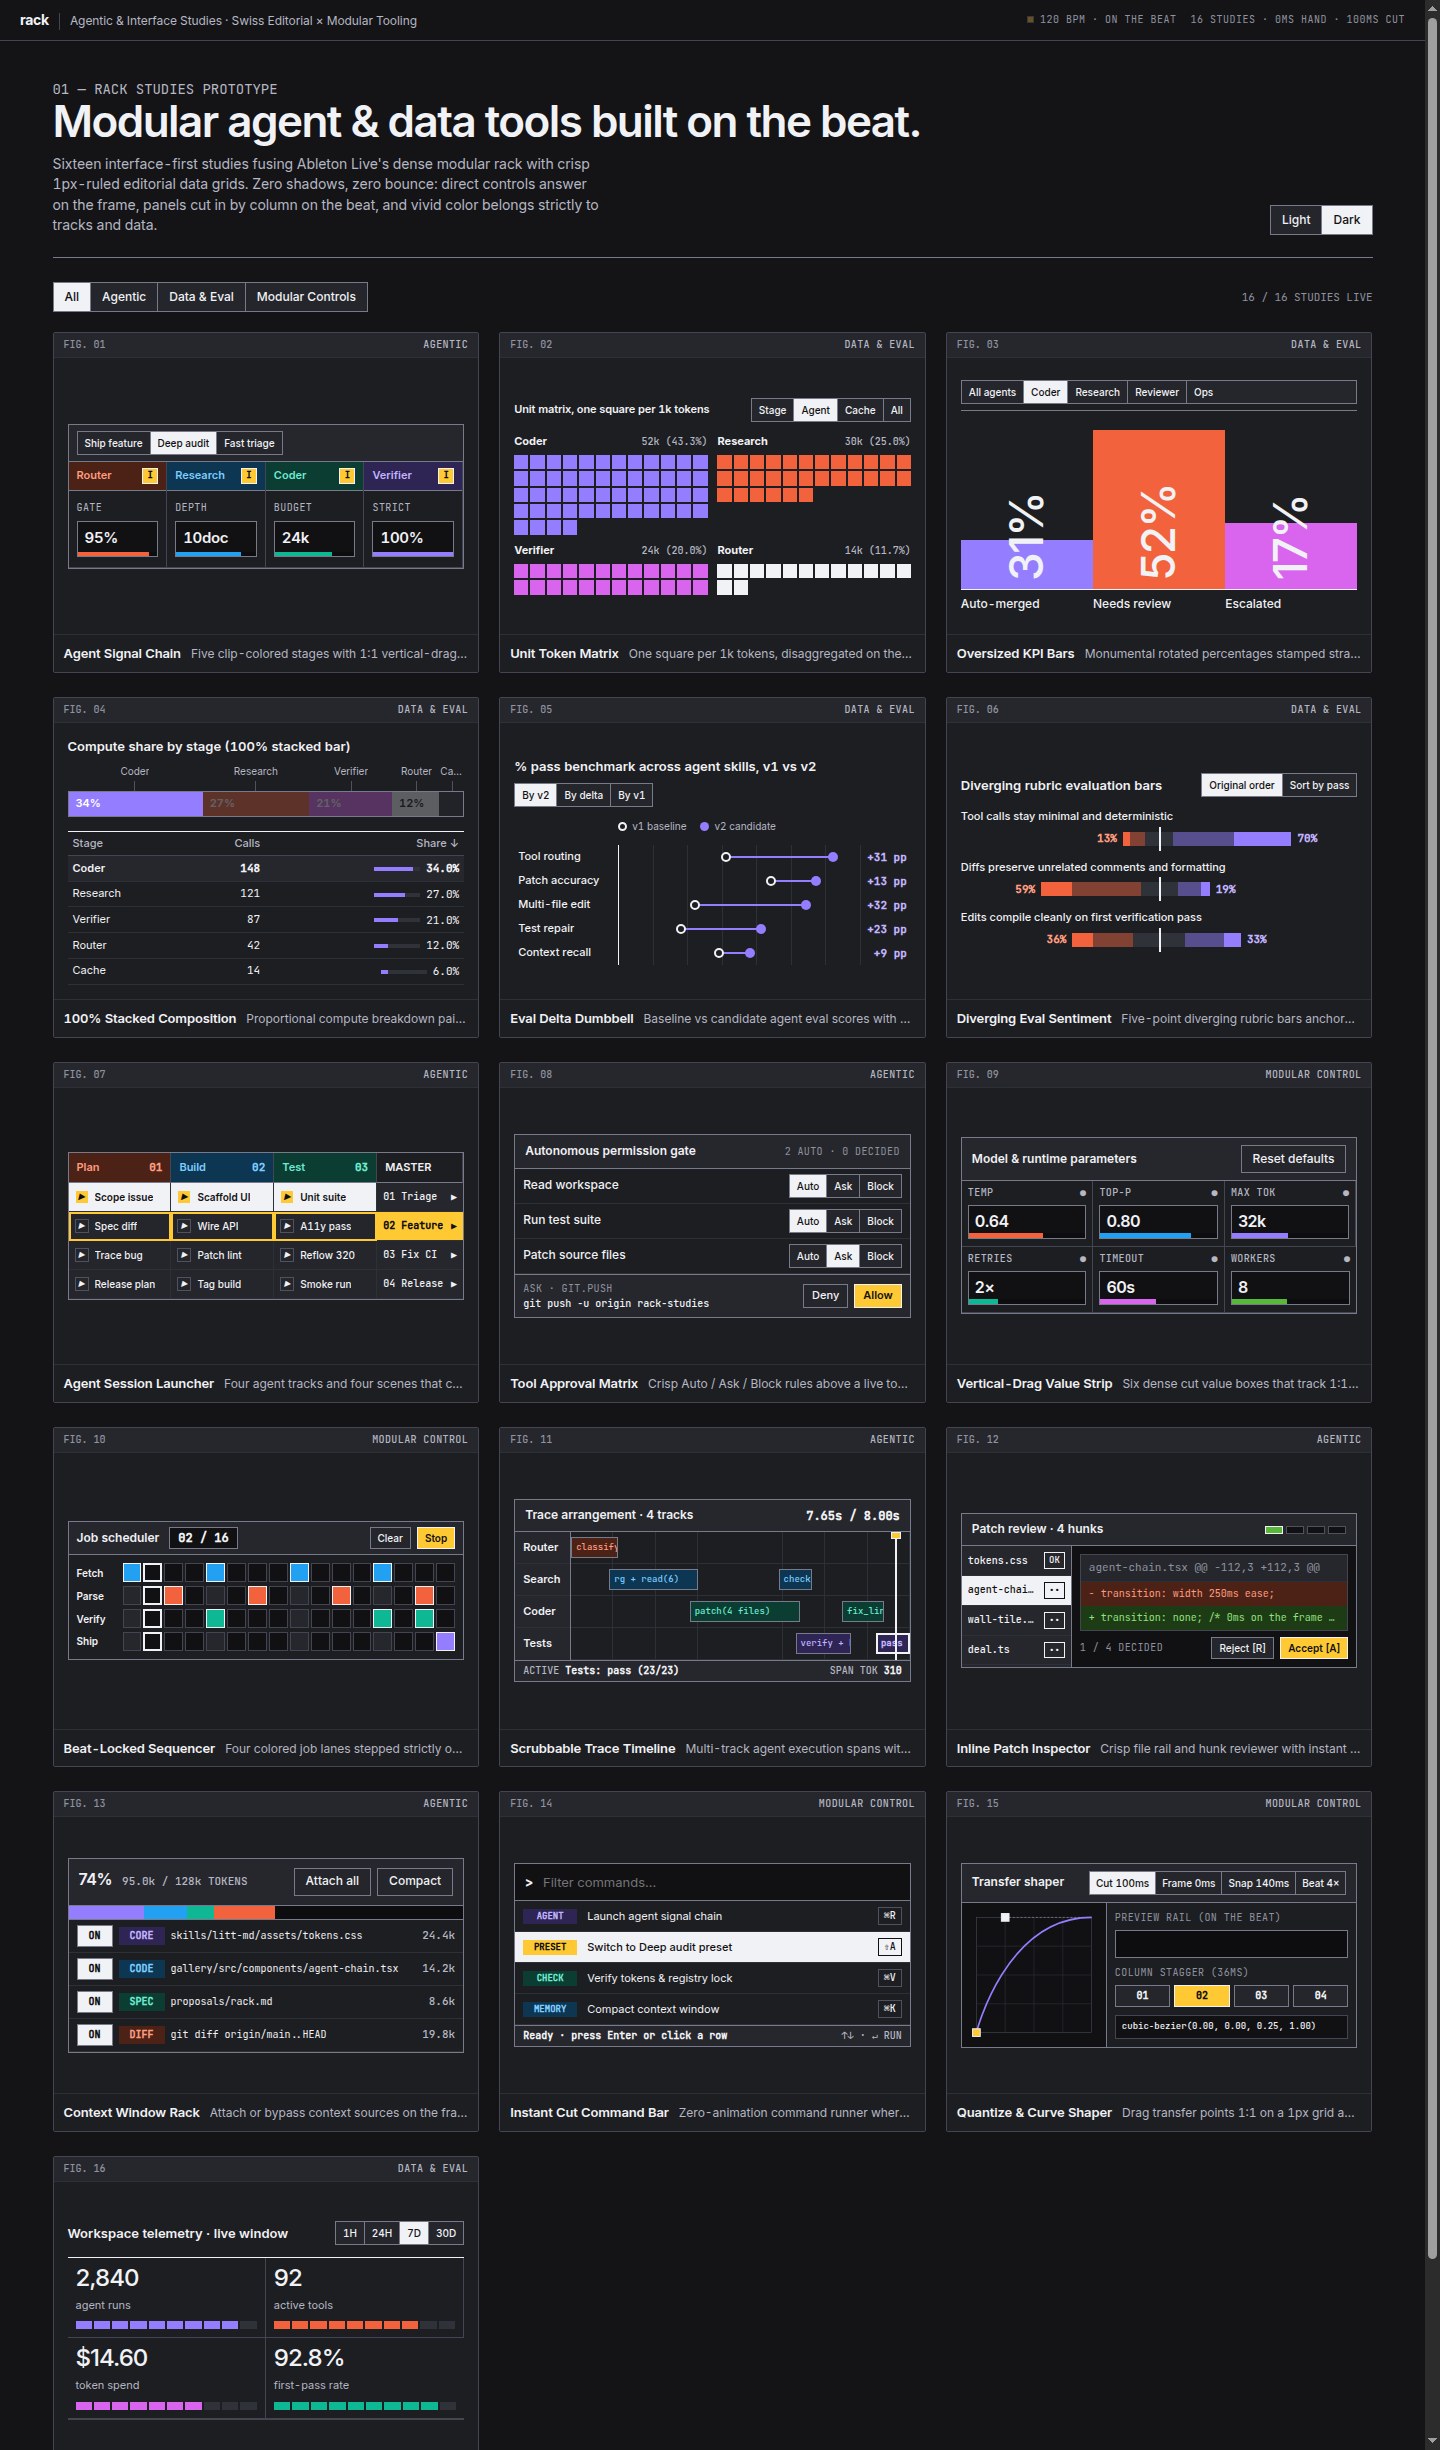 rack
Agentic & Interface Studies · Swiss Editorial × Modular Tooling
120 BPM · ON THE BEAT
16 STUDIES · 0MS HAND · 100MS CUT
01 — RACK STUDIES PROTOTYPE
Modular agent & data tools built on the beat.
Sixteen interface-first studies fusing Ableton Live's dense modular rack with crisp
1px-ruled editorial data grids. Zero shadows, zero bounce: direct controls answer
on the frame, panels cut in by column on the beat, and vivid color belongs strictly to
tracks and data.
Light Dark
All Agentic Data & Eval Modular Controls
16 / 16 STUDIES LIVE
FIG. 01 AGENTIC
Ship feature Deep audit Fast triage
Router I Research I Coder I Verifier I
GATE DEPTH BUDGET STRICT
95% 10doc 24k 100%
Agent Signal Chain Five clip-colored stages with 1:1 vertical-drag...
FIG. 02 DATA & EVAL
Unit matrix, one square per 1k tokens
Stage Agent Cache All
Coder 52k (43.3%) Research 30k (25.0%)
Verifier 24k (20.0%) Router 14k (11.7%)
Unit Token Matrix One square per 1k tokens, disaggregated on the...
FIG. 03 DATA & EVAL
All agents Coder Research Reviewer Ops
31% 52% 17%
Auto-merged Needs review Escalated
Oversized KPI Bars Monumental rotated percentages stamped stra...
FIG. 04 DATA & EVAL
Compute share by stage (100% stacked bar)
Coder Research Verifier Router Ca...
34% 27% 21% 12%
Stage Calls Share ↓
Coder 148 34.0%
Research 121 27.0%
Verifier 87 21.0%
Router 42 12.0%
Cache 14 6.0%
100% Stacked Composition Proportional compute breakdown pai...
FIG. 05 DATA & EVAL
% pass benchmark across agent skills, v1 vs v2
By v2 By delta By v1
v1 baseline v2 candidate
Tool routing +31 pp
Patch accuracy +13 pp
Multi-file edit +32 pp
Test repair +23 pp
Context recall +9 pp
Eval Delta Dumbbell Baseline vs candidate agent eval scores with ...
FIG. 06 DATA & EVAL
Diverging rubric evaluation bars
Original order Sort by pass
Tool calls stay minimal and deterministic
13% 70%
Diffs preserve unrelated comments and formatting
59% 19%
Edits compile cleanly on first verification pass
36% 33%
Diverging Eval Sentiment Five-point diverging rubric bars anchor...
FIG. 07 AGENTIC
Plan 01 Build 02 Test 03 MASTER
▶ Scope issue ▶ Scaffold UI ▶ Unit suite 01 Triage ▶
▶ Spec diff ▶ Wire API ▶ A11y pass 02 Feature ▶
▶ Trace bug ▶ Patch lint ▶ Reflow 320 03 Fix CI ▶
▶ Release plan ▶ Tag build ▶ Smoke run 04 Release ▶
Agent Session Launcher Four agent tracks and four scenes that c...
FIG. 08 AGENTIC
Autonomous permission gate 2 AUTO · 0 DECIDED
Read workspace Auto Ask Block
Run test suite Auto Ask Block
Patch source files Auto Ask Block
ASK · GIT.PUSH
git push -u origin rack-studies
Deny Allow
Tool Approval Matrix Crisp Auto / Ask / Block rules above a live to...
FIG. 09 MODULAR CONTROL
Model & runtime parameters Reset defaults
TEMP TOP-P MAX TOK
0.64 0.80 32k
RETRIES TIMEOUT WORKERS
2× 60s 8
Vertical-Drag Value Strip Six dense cut value boxes that track 1:1...
FIG. 10 MODULAR CONTROL
Job scheduler 02 / 16 Clear Stop
Fetch
Parse
Verify
Ship
Beat-Locked Sequencer Four colored job lanes stepped strictly o...
FIG. 11 AGENTIC
Trace arrangement · 4 tracks 7.65s / 8.00s
Router classify
Search rg + read(6) check
Coder patch(4 files) fix_lin
Tests verify + pass
ACTIVE Tests: pass (23/23) SPAN TOK 310
Scrubbable Trace Timeline Multi-track agent execution spans wit...
FIG. 12 AGENTIC
Patch review · 4 hunks
tokens.css OK
agent-chai… ••
wall-tile.… ••
deal.ts ••
agent-chain.tsx @@ -112,3 +112,3 @@
- transition: width 250ms ease;
+ transition: none; /* 0ms on the frame …
1 / 4 DECIDED Reject [R] Accept [A]
Inline Patch Inspector Crisp file rail and hunk reviewer with instant ...
FIG. 13 AGENTIC
74% 95.0k / 128k TOKENS Attach all Compact
ON CORE skills/litt-md/assets/tokens.css 24.4k
ON CODE gallery/src/components/agent-chain.tsx 14.2k
ON SPEC proposals/rack.md 8.6k
ON DIFF git diff origin/main..HEAD 19.8k
Context Window Rack Attach or bypass context sources on the fra...
FIG. 14 MODULAR CONTROL
> Filter commands...
AGENT Launch agent signal chain ⌘R
PRESET Switch to Deep audit preset ⇧A
CHECK Verify tokens & registry lock ⌘V
MEMORY Compact context window ⌘K
Ready · press Enter or click a row ↑↓ · ↵ RUN
Instant Cut Command Bar Zero-animation command runner wher...
FIG. 15 MODULAR CONTROL
Transfer shaper Cut 100ms Frame 0ms Snap 140ms Beat 4×
PREVIEW RAIL (ON THE BEAT)
COLUMN STAGGER (36MS)
01 02 03 04
cubic-bezier(0.00, 0.00, 0.25, 1.00)
Quantize & Curve Shaper Drag transfer points 1:1 on a 1px grid a...
FIG. 16 DATA & EVAL
Workspace telemetry · live window 1H 24H 7D 30D
2,840 92
agent runs active tools
$14.60 92.8%
token spend first-pass rate